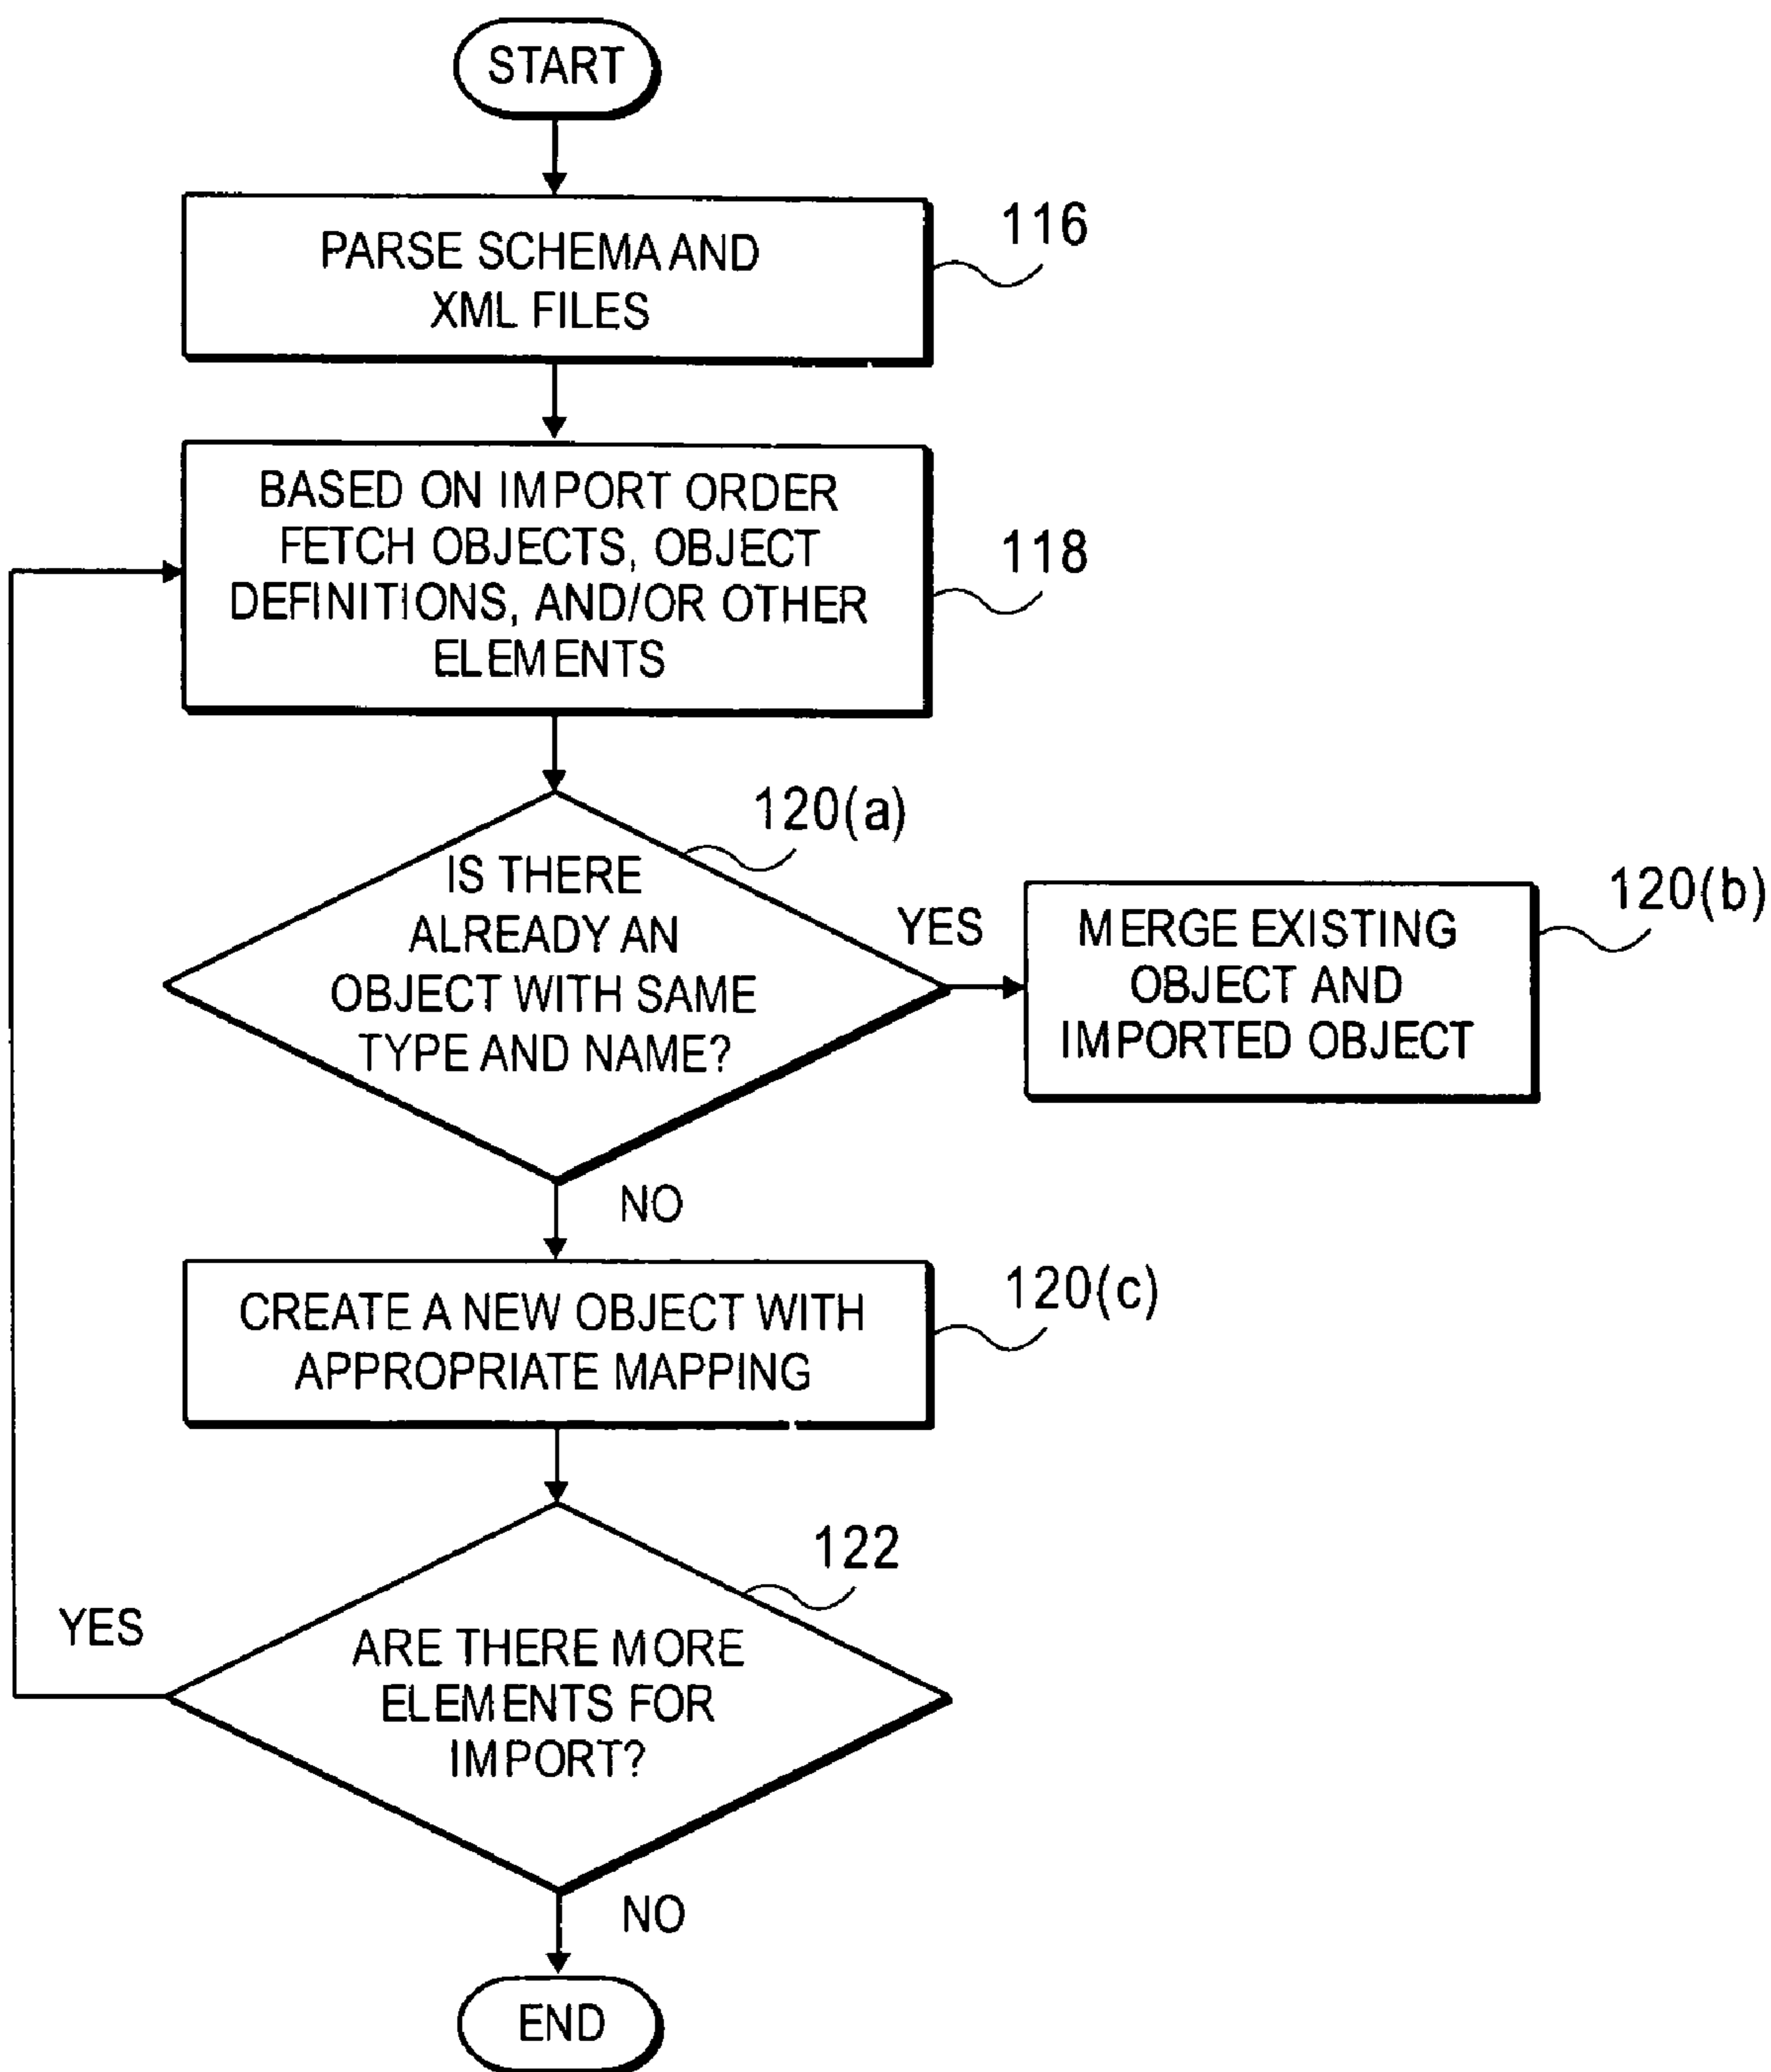 START
PARSE SCHEMA AND
XML FILES
116
BASED ON IMPORT ORDER
FETCH OBJECTS, OBJECT
DEFINITIONS, AND/OR OTHER
ELEMENTS
118
120(a)
IS THERE
ALREADY AN
OBJECT WITH SAME
TYPE AND NAME?
YES
MERGE EXISTING
OBJECT AND
IMPORTED OBJECT
120(b)
NO
CREATE A NEW OBJECT WITH
APPROPRIATE MAPPING
120(c)
122
YES
ARE THERE MORE
ELEMENTS FOR
IMPORT?
NO
END